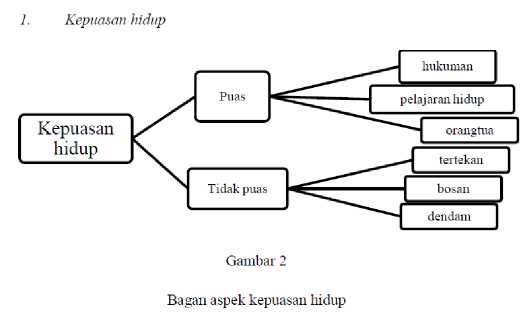 1. Kepuasan hidup
Kepuasan
hidup
Puas
hukuman
pelajaran hidup
orangtua
Tidak puas
tertekan
bosan
dendam
Gambar 2
Bagan aspek kepuasan hidup